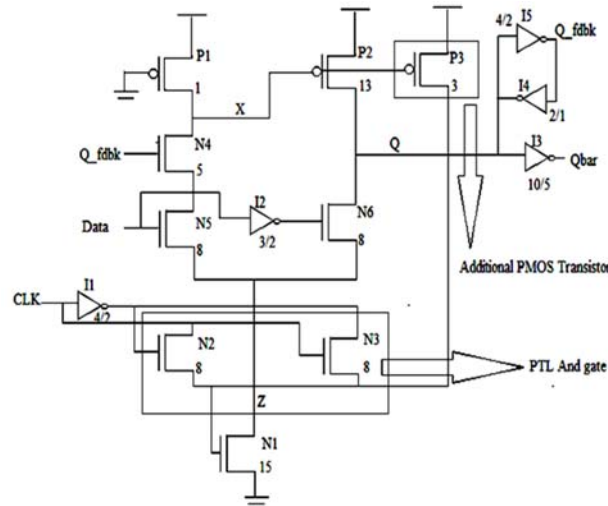 4/2 I5 Q_fdbk
P1 P2 P3
1 13 3
I4
2/1
X
N4
Q_fdbk
5
Q
I3
Qbar
10/5
I2
N6
Data
N5
3/2
8 8
Additional PMOS Transistor
CLK I1
4/2
N2 N3
8 8
PTL And gate
Z
N1
15